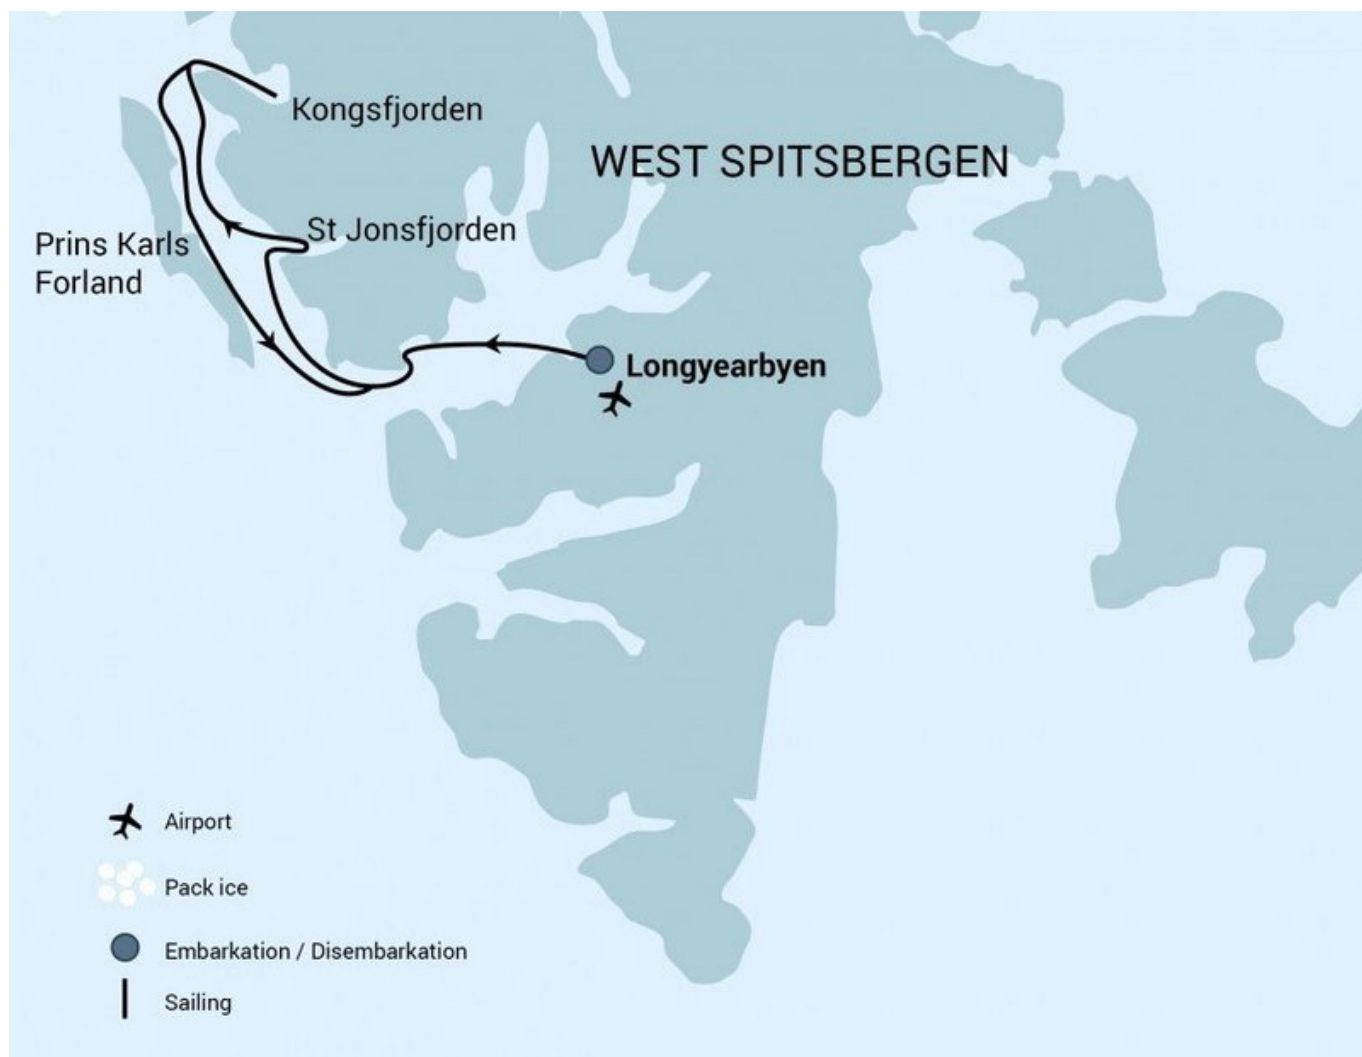 Kongsfjorden
WEST SPITSBERGEN
St Jonsfjorden
Prins Karls
Forland
Longyearbyen
Airport
Pack ice
Embarkation / Disembarkation
Sailing